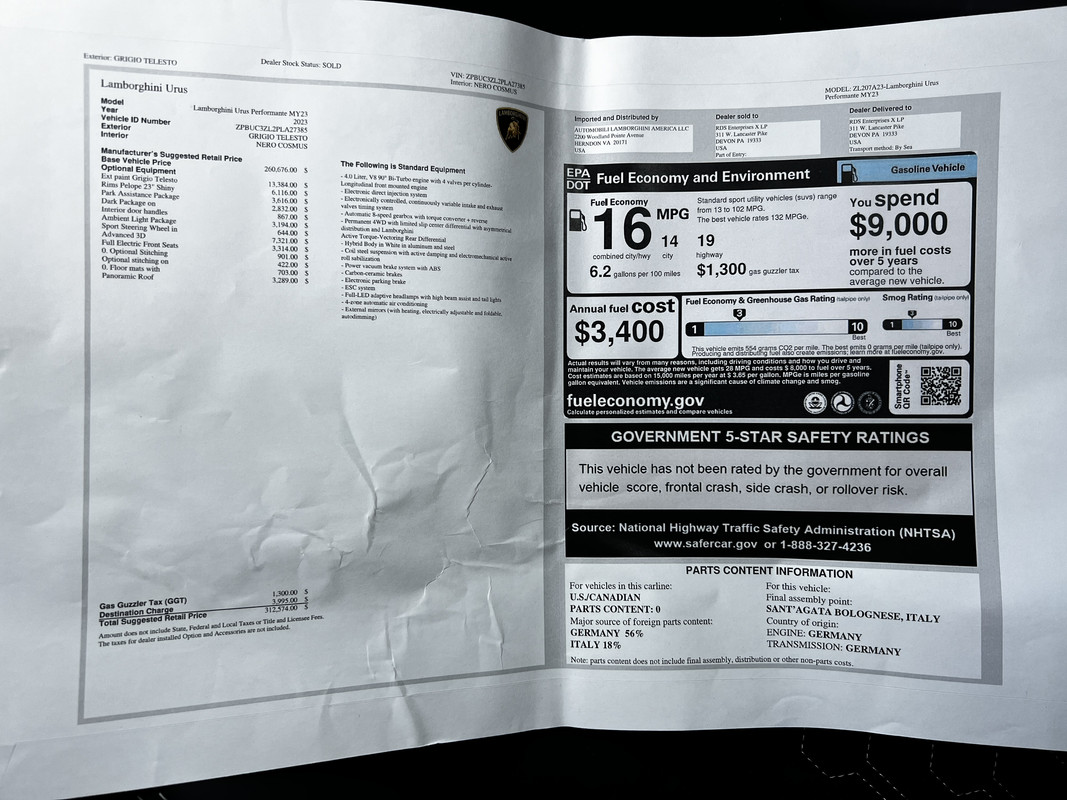 Exterior: GRIGIO TELESTO
Dealer Stock Status: SOLD
VIN: ZPBUC3ZL2PLA27385
Interior: NERO COSMUS
MODEL: ZL207A23-Lamborghini Urus
Performante MY23
Lamborghini Urus
Model Lamborghini Urus Performante MY23
Year 2023
Vehicle ID Number ZPBUC3ZL2PLA27385
Exterior GRIGIO TELESTO
Interior NERO COSMUS
Manufacturer's Suggested Retail Price
Base Vehicle Price 260,676.00 $
Optional Equipment
Ext paint Grigio Telesto 13,384.00 $
Rims Pelope 23" Shiny 6,116.00 $
Park Assistance Package 3,616.00 $
Dark Package on 2,832.00 $
Interior door handles 867.00 $
Ambient Light Package 3,194.00 $
Sport Steering Wheel in 644.00 $
Advanced 3D 7,321.00 $
Full Electric Front Seats 3,314.00 $
0. Optional Stitching 901.00 $
Optional stitching on 422.00 $
0. Floor mats with 703.00 $
Panoramic Roof 3,289.00 $
Gas Guzzler Tax (GGT) 1,300.00 $
Destination Charge 3,995.00 $
Total Suggested Retail Price 312,574.00 $
Amount does not include State, Federal and Local Taxes or Title and Licensee Fees.
The taxes for dealer installed Option and Accessories are not included.
The Following is Standard Equipment
- 4.0 Liter, V8 90° Bi-Turbo engine with 4 valves per cylinder-
Longitudinal front mounted engine
- Electronic direct injection system
- Electronically controlled, continuously variable intake and exhaust
valves timing system
- Automatic 8-speed gearbox with torque converter + reverse
- Permanent 4WD with limited slip center differential with asymmetrical
distribution and Lamborghini
Active Torque-Vectoring Rear Differential
- Hybrid Body in White in aluminum and steel
- Coil steel suspension with active damping and electromechanical active
roll sabilization
- Power vacuum brake system with ABS
- Carbon-ceramic brakes
- Electronic parking brake
- ESC system
- Full-LED adaptive headlamps with high beam assist and tail lights
- 4-zone automatic air conditioning
- External mirrors (with heating, electrically adjustable and foldable,
autodimming)
Imported and Distributed by
AUTOMOBILI LAMBORGHINI AMERICA LLC
2200 Woodland Pointe Avenue
HERNDON VA 20171
USA
Dealer sold to
RDS Enterprises X LP
311 W. Lancaster Pike
DEVON PA 19333
USA
Part of Entry:
Dealer Delivered to
RDS Enterprises X LP
311 W. Lancaster Pike
DEVON PA 19333
USA
Transport method: By Sea
EPA
DOT
Fuel Economy and Environment
Gasoline Vehicle
Fuel Economy
16 MPG
combined city/hwy
14
city
19
highway
Standard sport utility vehicles (suvs) range
from 13 to 102 MPG.
The best vehicle rates 132 MPGe.
6.2 gallons per 100 miles
$1,300 gas guzzler tax
You spend
$9,000
more in fuel costs
over 5 years
compared to the
average new vehicle.
Annual fuel cost
$3,400
Fuel Economy & Greenhouse Gas Rating (tailpipe only)
3
1 10
Best
Smog Rating (tailpipe only)
3
1 10
Best
This vehicle emits 554 grams CO2 per mile. The best emits 0 grams per mile (tailpipe only).
Producing and distributing fuel also create emissions; learn more at fueleconomy.gov.
Actual results will vary from many reasons, including driving conditions and how you drive and
maintain your vehicle. The average new vehicle gets 28 MPG and costs $ 8,000 to fuel over 5 years.
Cost estimates are based on 15,000 miles per year at $ 3.65 per gallon. MPGe is miles per gasoline
gallon equivalent. Vehicle emissions are a significant cause of climate change and smog.
fueleconomy.gov
Calculate personalized estimates and compare vehicles
Smartphone
QR Code™
GOVERNMENT 5-STAR SAFETY RATINGS
This vehicle has not been rated by the government for overall
vehicle score, frontal crash, side crash, or rollover risk.
Source: National Highway Traffic Safety Administration (NHTSA)
www.safercar.gov or 1-888-327-4236
PARTS CONTENT INFORMATION
For vehicles in this carline:
U.S./CANADIAN
PARTS CONTENT: 0
Major source of foreign parts content:
GERMANY 56%
ITALY 18%
For this vehicle:
Final assembly point:
SANT'AGATA BOLOGNESE, ITALY
Country of origin:
ENGINE: GERMANY
TRANSMISSION: GERMANY
Note: parts content does not include final assembly, distribution or other non-parts costs.